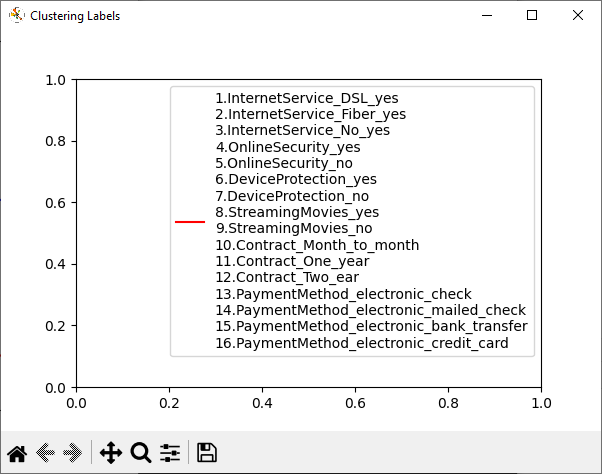 Clustering Labels
1.0
0.8
0.6
0.4
0.2
0.0
1.InternetService_DSL_yes
2.InternetService_Fiber_yes
3.InternetService_No_yes
4.OnlineSecurity_yes
5.OnlineSecurity_no
6.DeviceProtection_yes
7.DeviceProtection_no
8.StreamingMovies_yes
9.StreamingMovies_no
10.Contract_Month_to_month
11.Contract_One_year
12.Contract_Two_ear
13.PaymentMethod_electronic_check
14.PaymentMethod_electronic_mailed_check
15.PaymentMethod_electronic_bank_transfer
16.PaymentMethod_electronic_credit_card
0.0 0.2 0.4 0.6 0.8 1.0